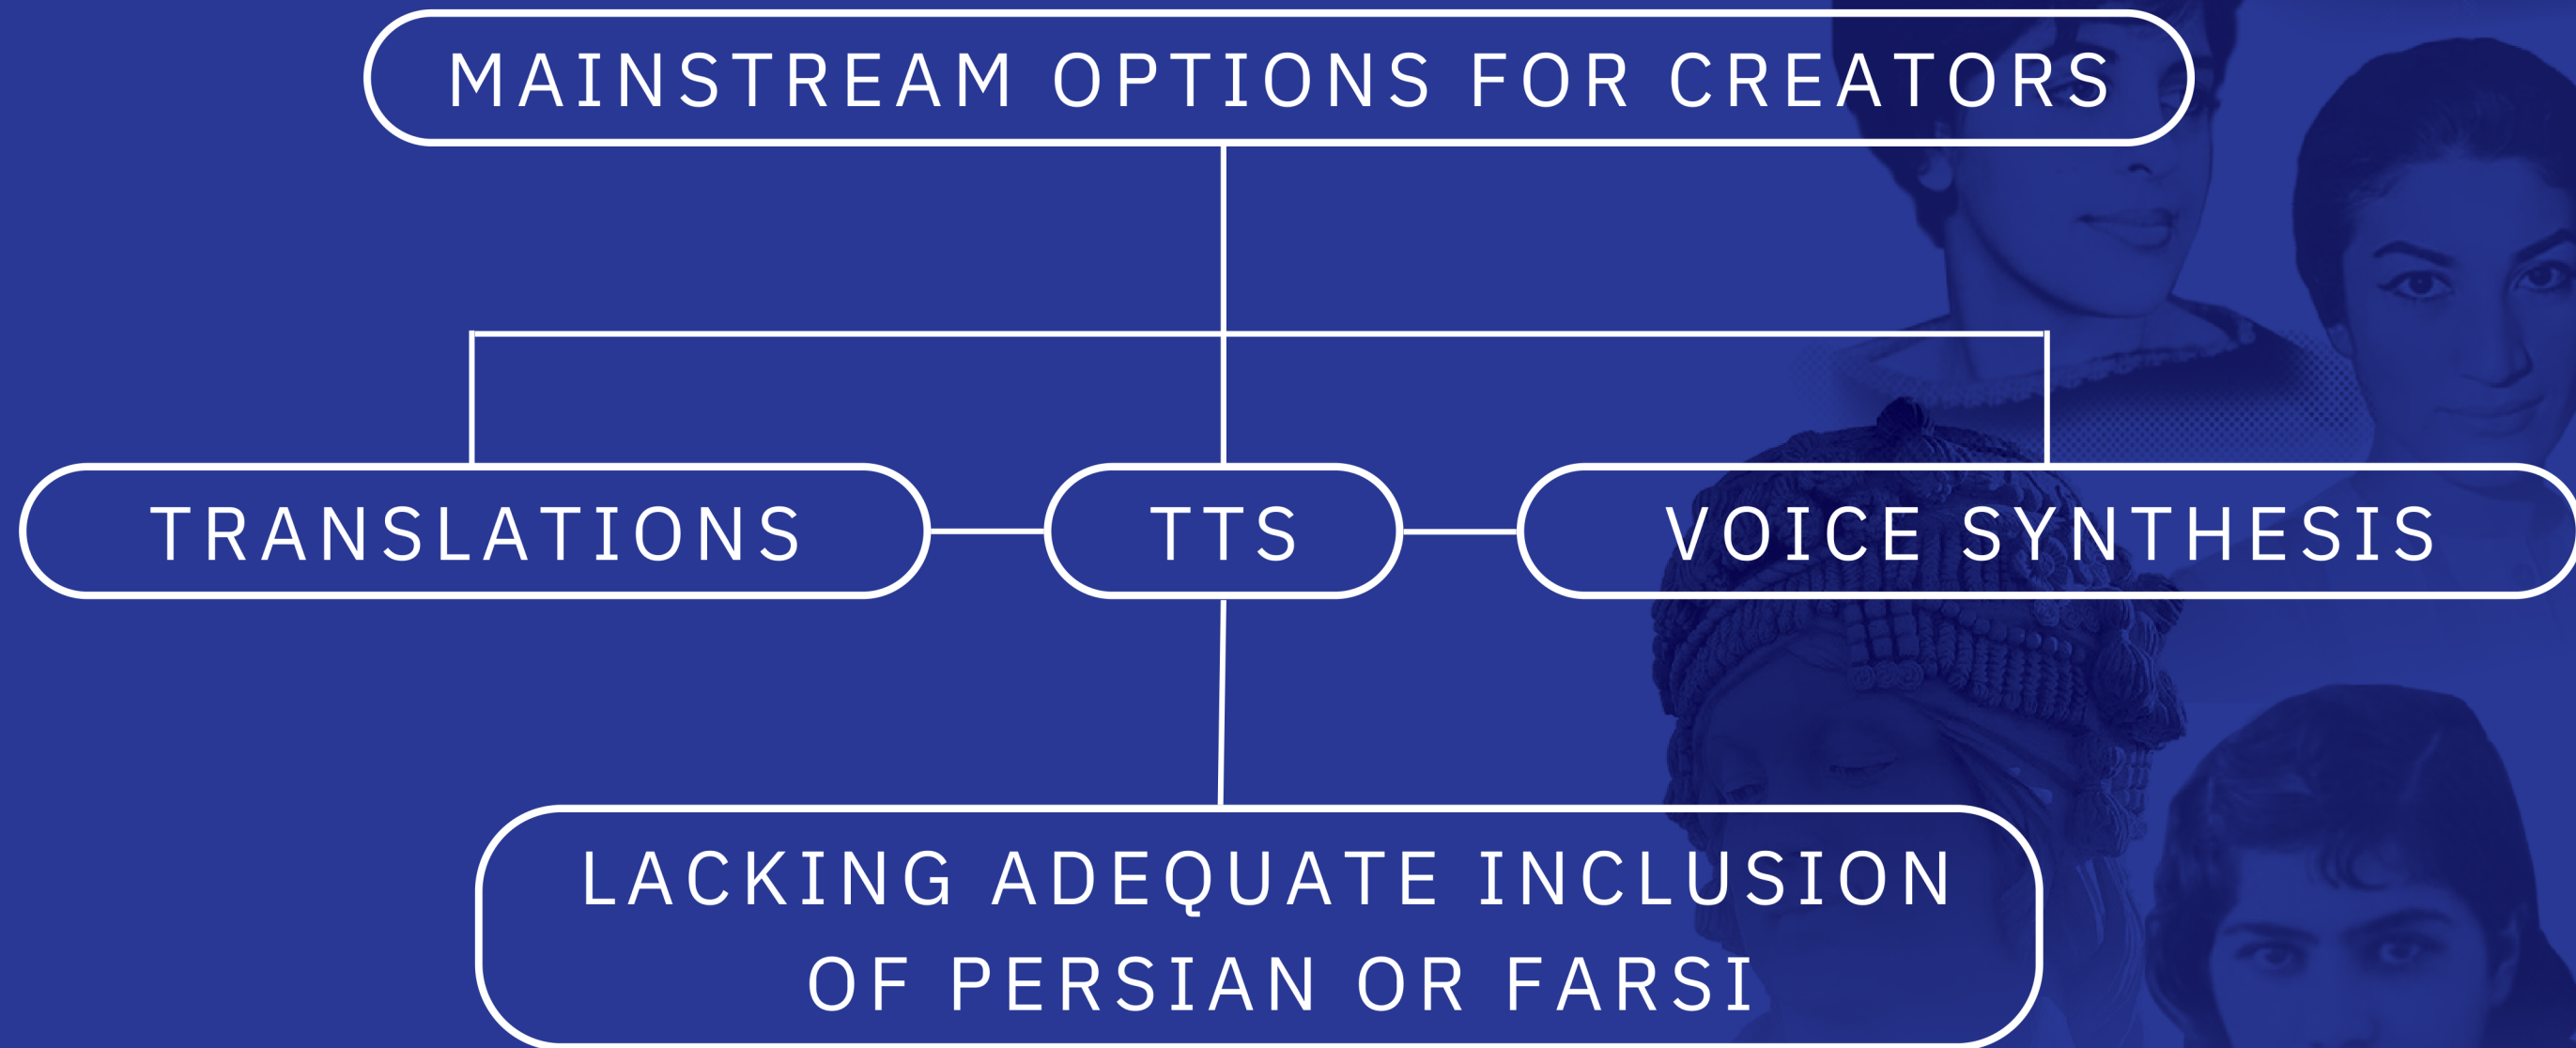 MAINSTREAM OPTIONS FOR CREATORS
TRANSLATIONS
TTS
VOICE SYNTHESIS
LACKING ADEQUATE INCLUSION
OF PERSIAN OR FARSI